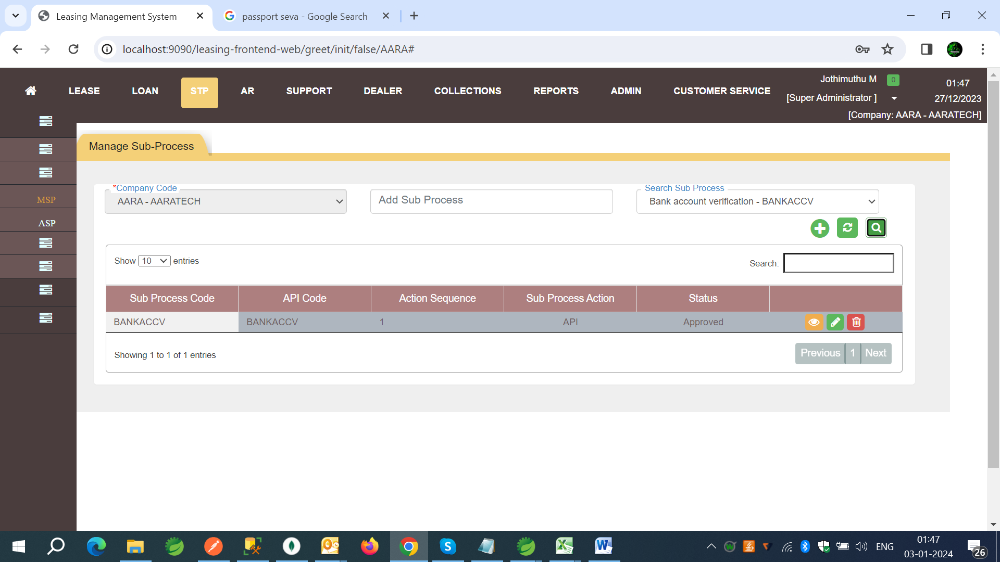 Leasing Management System
passport seva - Google Search
localhost:9090/leasing-frontend-web/greet/init/false/AARA#
LEASE LOAN STP AR SUPPORT DEALER COLLECTIONS REPORTS ADMIN CUSTOMER SERVICE
Jothimuthu M 0
[Super Administrator ]
01:47
27/12/2023
[Company: AARA - AARATECH]
MSP
ASP
Manage Sub-Process
*Company Code
AARA - AARATECH
Add Sub Process
Search Sub Process
Bank account verification - BANKACCV
Show 10 entries
Search:
Sub Process Code API Code Action Sequence Sub Process Action Status
BANKACCV BANKACCV 1 API Approved
Showing 1 to 1 of 1 entries
Previous 1 Next
ENG
01:47
03-01-2024
26